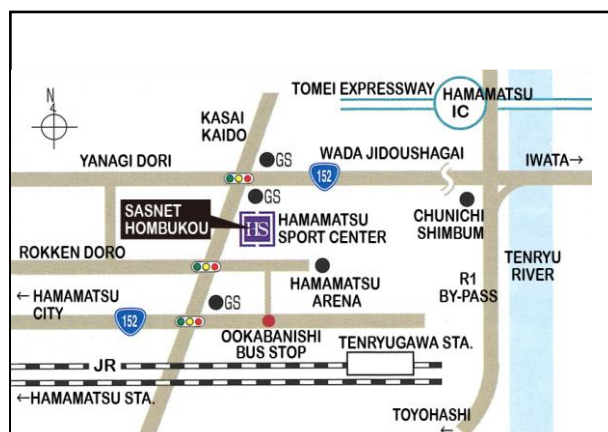 TOMEI EXPRESSWAY
HAMAMATSU
IC
N
KASAI
KAIDO
GS
YANAGI DORI
WADA JIDOUSHAGAI
IWATA→
152
GS
SASNET
HOMBUKOU
HS
HAMAMATSU
SPORT CENTER
CHUNICHI
SHIMBUM
ROKKEN DORO
TENRYU
RIVER
HAMAMATSU
ARENA
R1
BY-PASS
←HAMAMATSU
CITY
GS
152
OOKABANISHI
BUS STOP
TENRYUGAWA STA.
JR
←HAMAMATSU STA.
TOYOHASHI
←